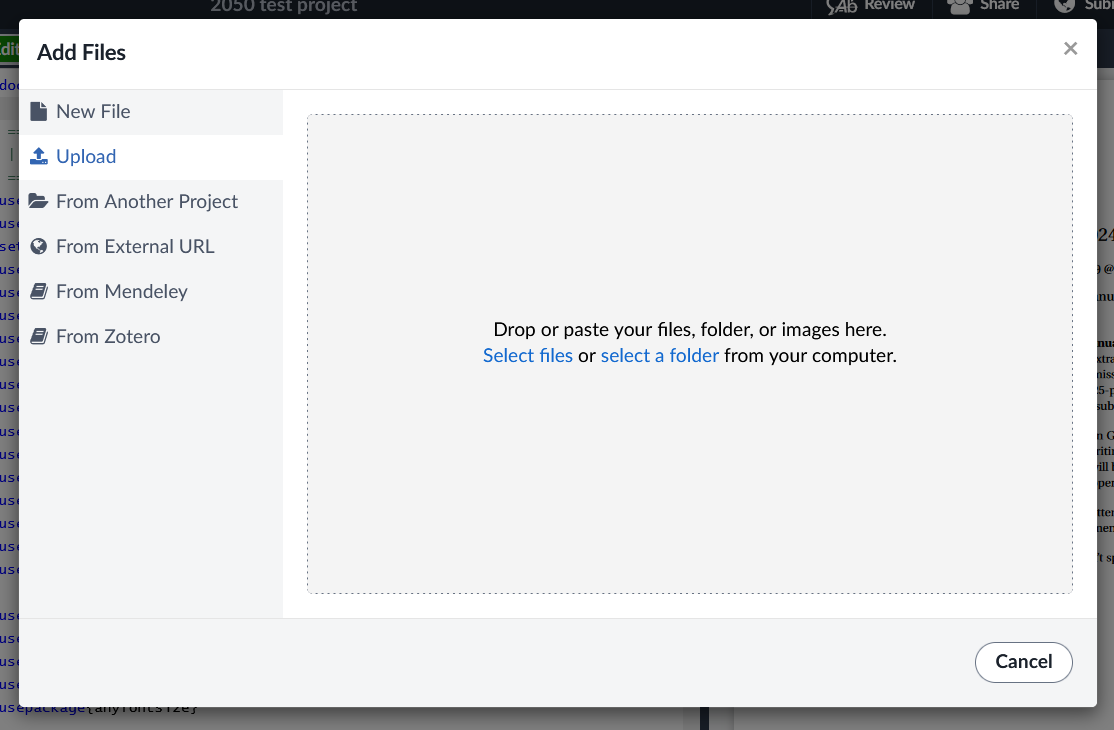 2050 test project
Review
Share
Add Files
×
New File
Upload
From Another Project
From External URL
From Mendeley
From Zotero
Drop or paste your files, folder, or images here.
Select files or select a folder from your computer.
Cancel
usepackage{anyfontsize}